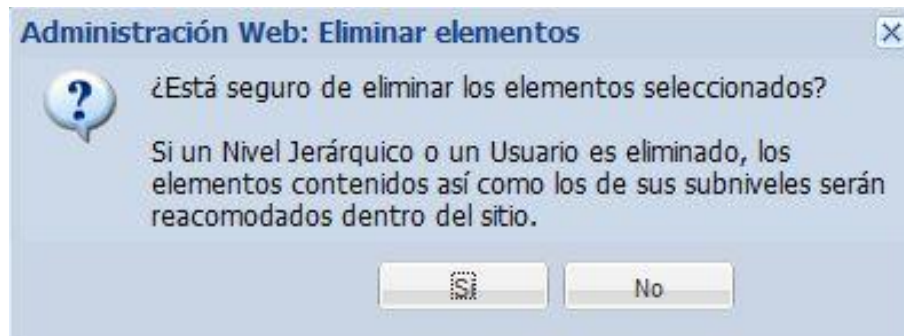 Administración Web: Eliminar elementos
¿Está seguro de eliminar los elementos seleccionados?
Si un Nivel Jerárquico o un Usuario es eliminado, los
elementos contenidos así como los de sus subniveles serán
reacomodados dentro del sitio.
Sí
No